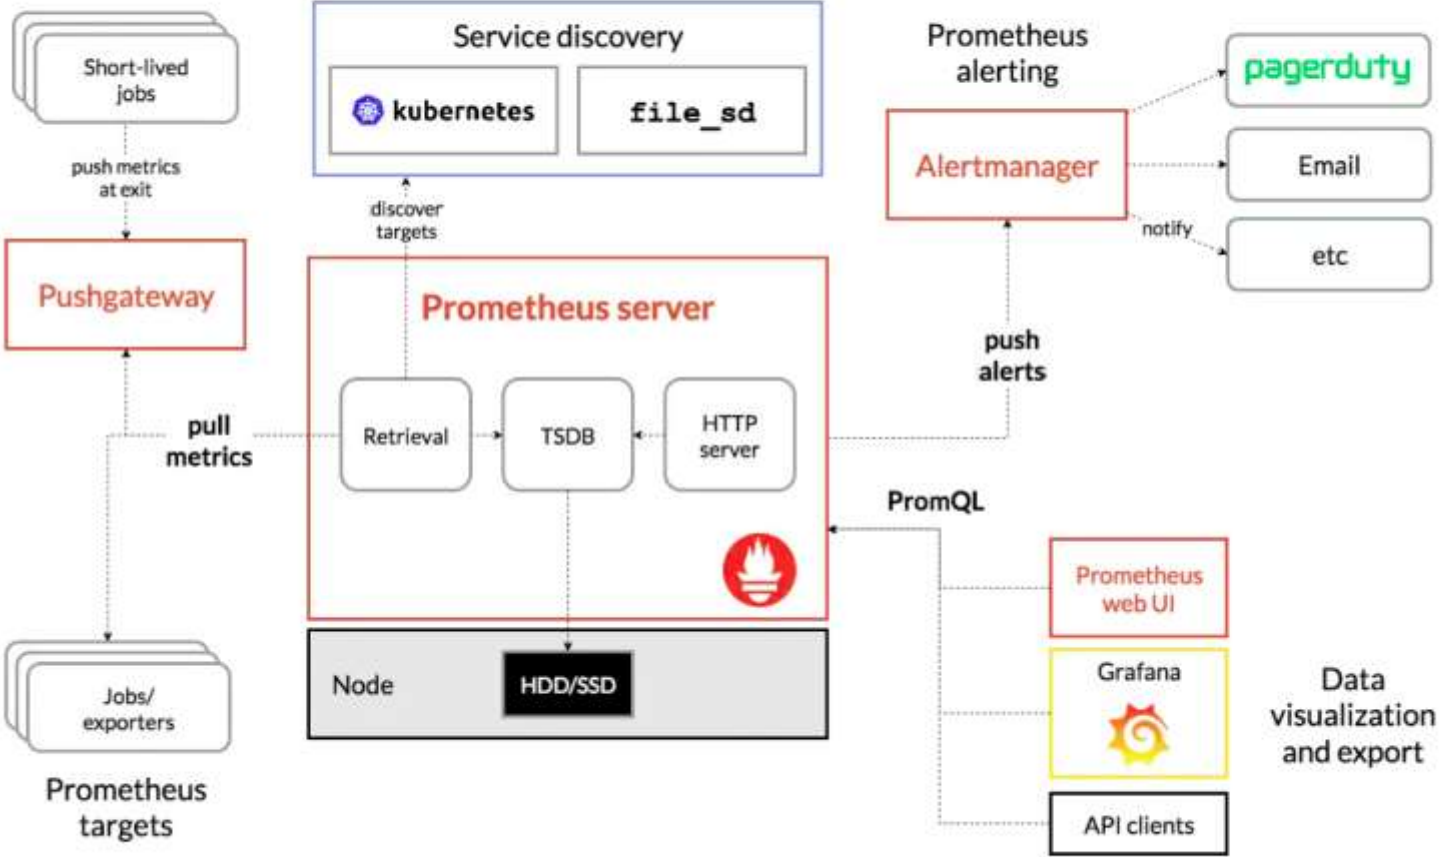 Short-lived
jobs
push metrics
at exit
Pushgateway
pull
metrics
Jobs/
exporters
Prometheus
targets
Service discovery
kubernetes
file_sd
discover
targets
Prometheus server
Retrieval
TSDB
HTTP
server
Node
HDD/SSD
Prometheus
alerting
Alertmanager
pagerduty
Email
notify
etc
push
alerts
PromQL
Prometheus
web UI
Grafana
API clients
Data
visualization
and export